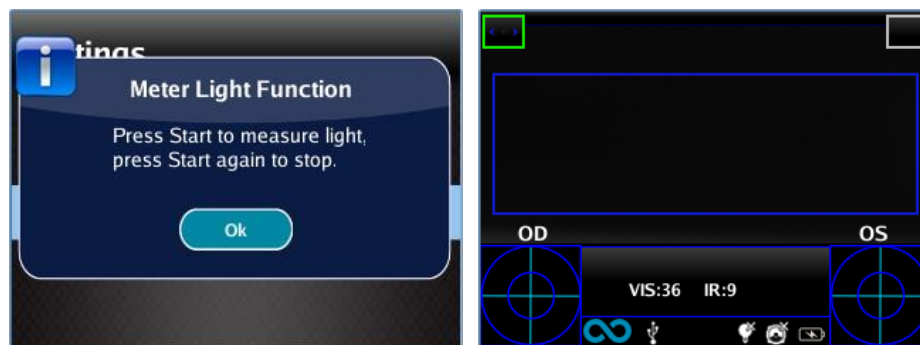 tings
Meter Light Function
Press Start to measure light,
press Start again to stop.
Ok
OD
OS
VIS:36 IR:9